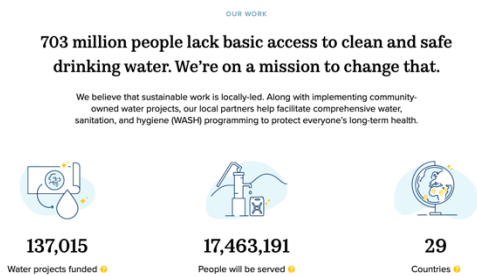 OUR WORK
703 million people lack basic access to clean and safe
drinking water. We’re on a mission to change that.
We believe that sustainable work is locally-led. Along with implementing community-
owned water projects, our local partners help facilitate comprehensive water,
sanitation, and hygiene (WASH) programming to protect everyone’s long-term health.
137,015
Water projects funded ?
17,463,191
People will be served ?
29
Countries ?